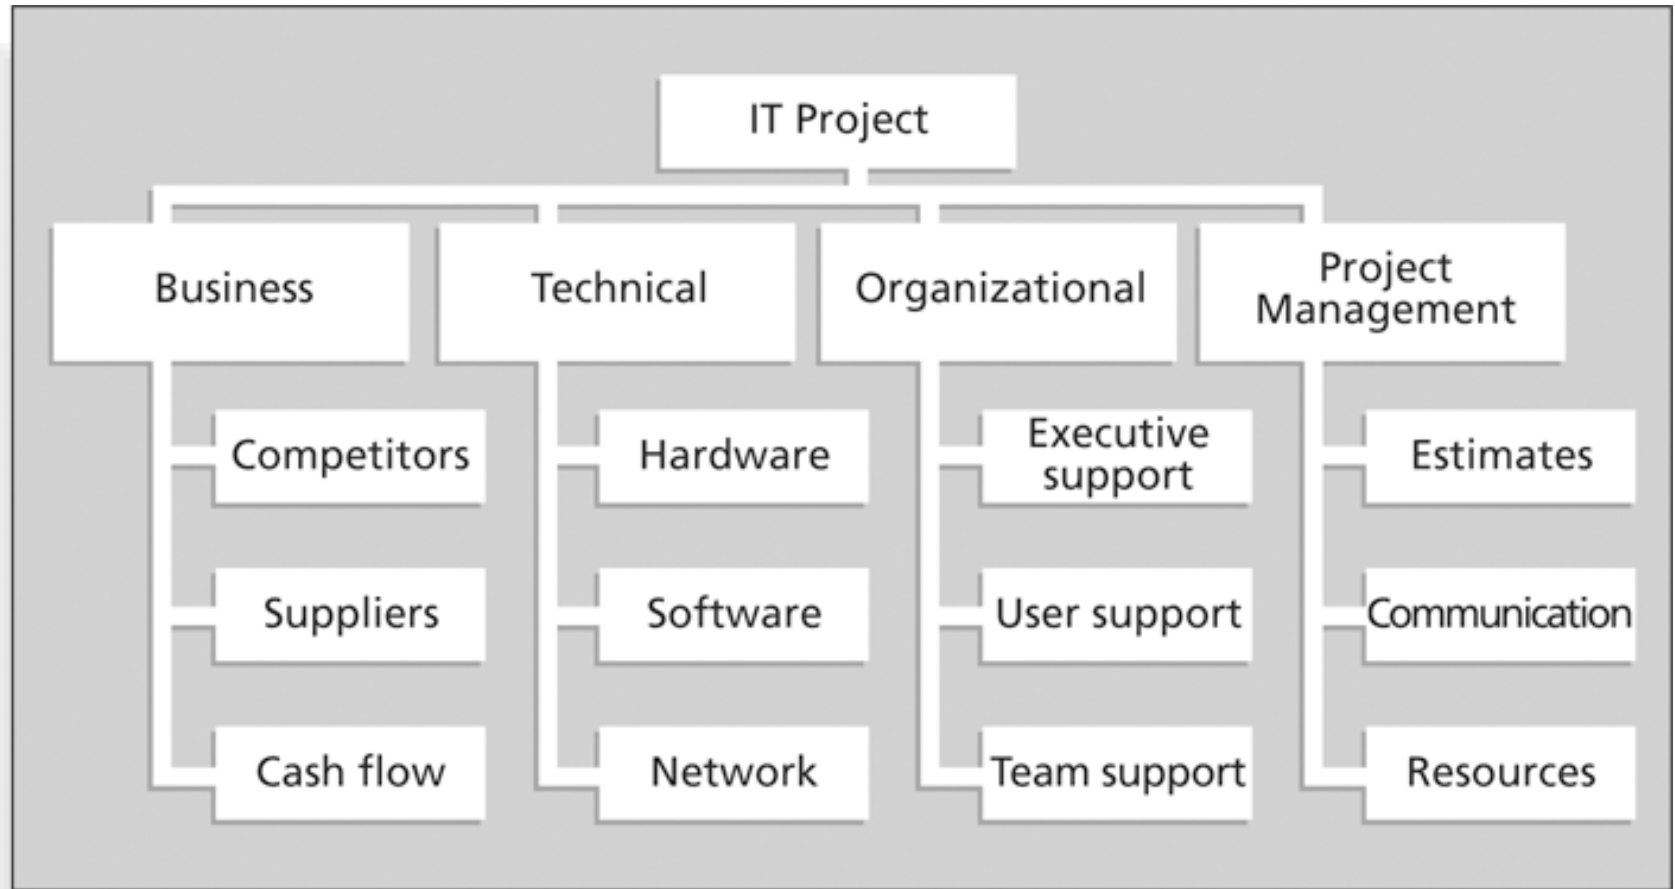 IT Project
Business
Technical
Organizational
Project
Management
Competitors
Hardware
Executive
support
Estimates
Suppliers
Software
User support
Communication
Cash flow
Network
Team support
Resources